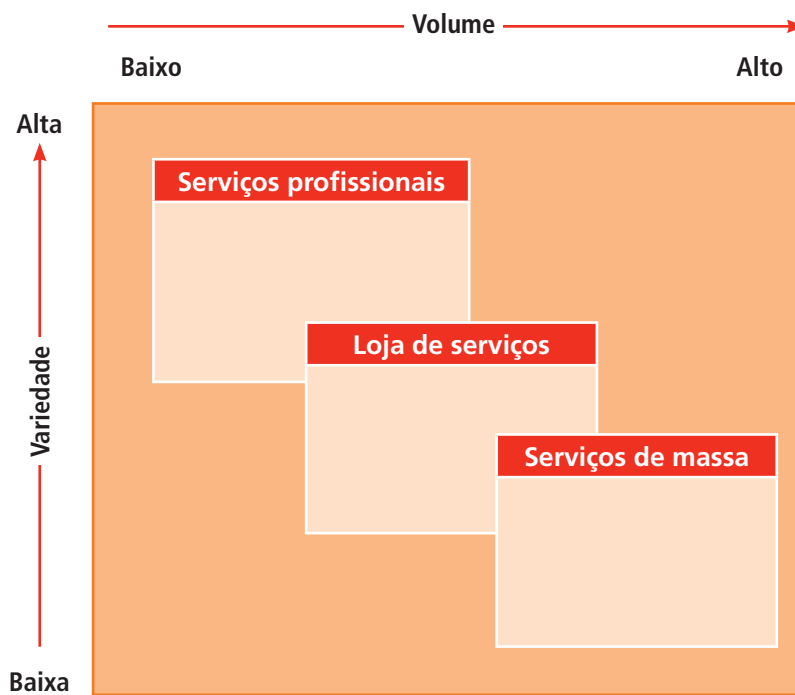 Volume
Baixo
Alto
Alta
Serviços profissionais
Loja de serviços
Variedade
Serviços de massa
Baixa